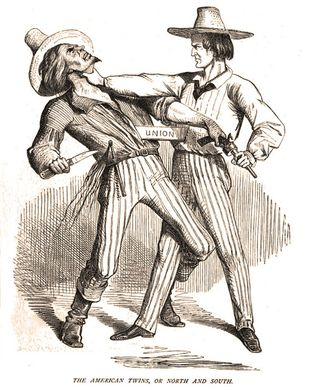 UNION
THE AMERICAN TWINS, OR NORTH AND SOUTH.